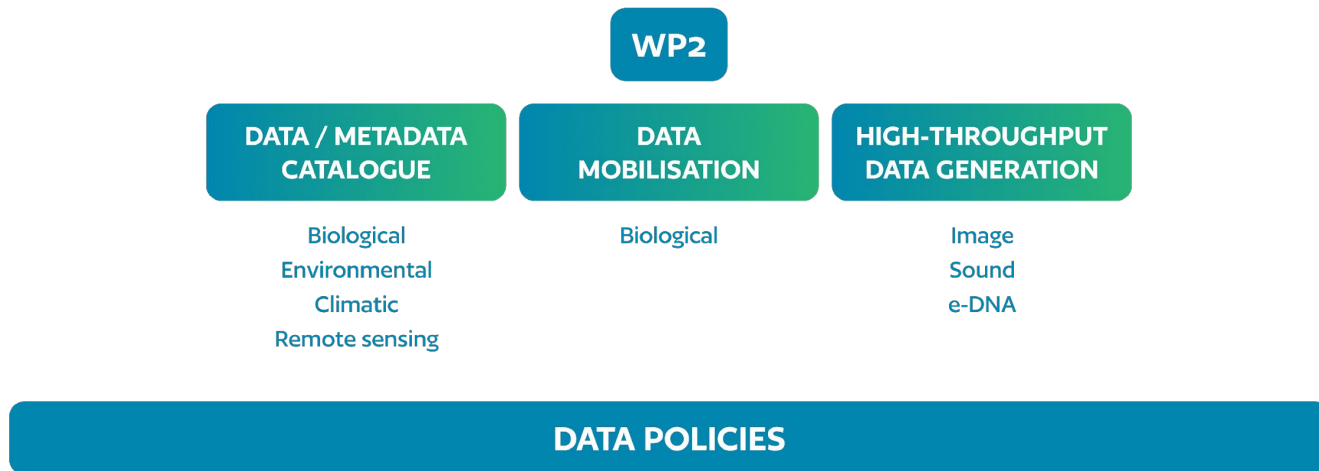 WP2
DATA / METADATA
CATALOGUE
Biological
Environmental
Climatic
Remote sensing
DATA
MOBILISATION
Biological
HIGH-THROUGHPUT
DATA GENERATION
Image
Sound
e-DNA
DATA POLICIES